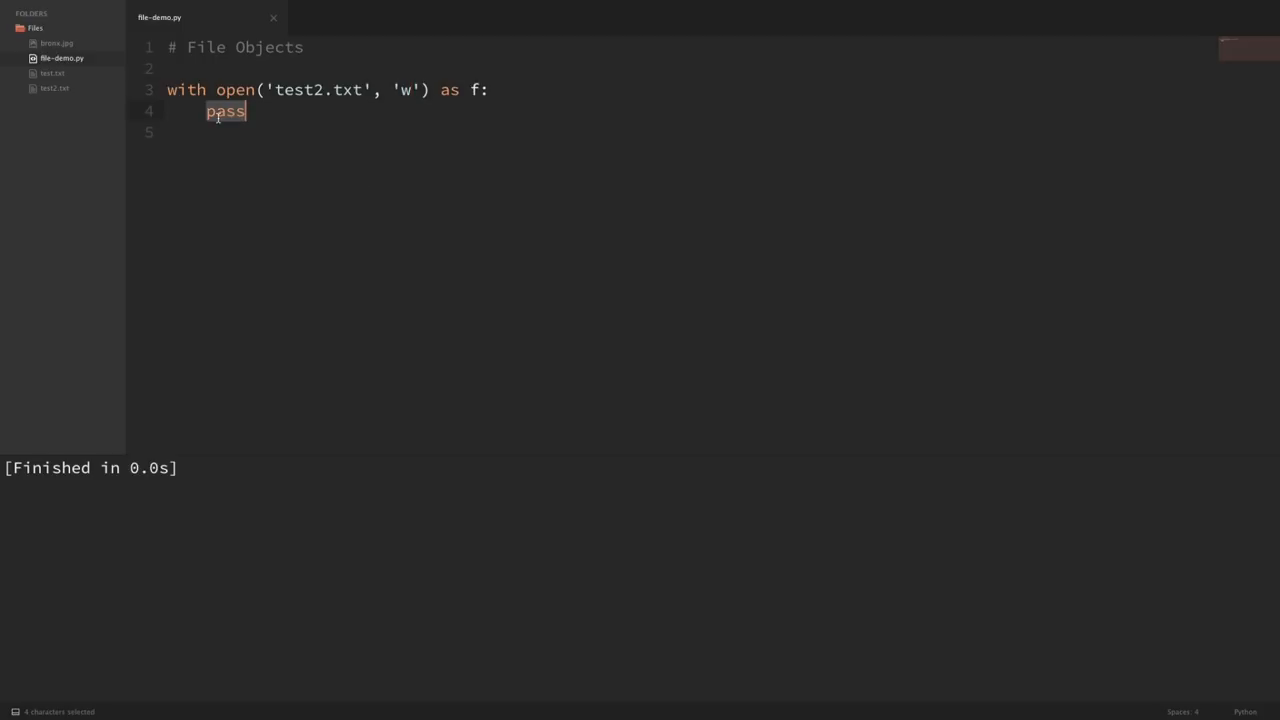 FOLDERS
Files
bronx.jpg
file-demo.py
test.txt
test2.txt
file-demo.py
1 # File Objects
2
3 with open('test2.txt', 'w') as f:
4 pass
5
[Finished in 0.0s]
4 characters selected
Spaces: 4
Python